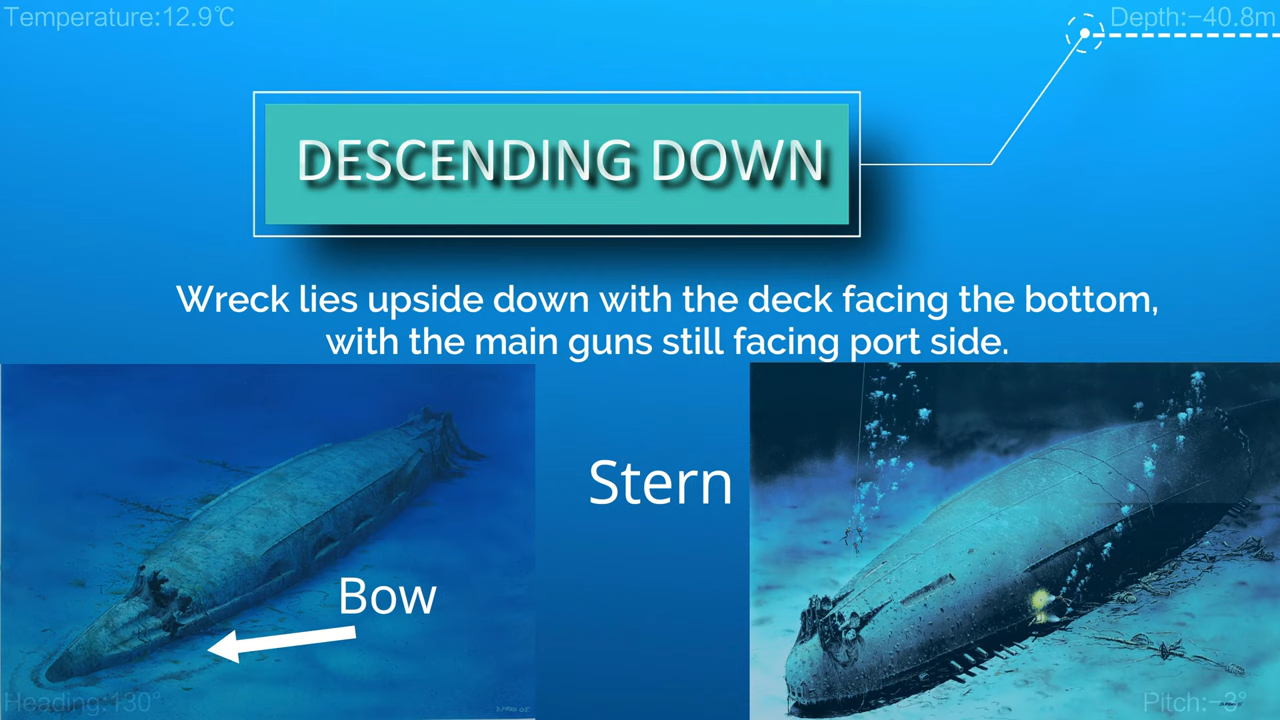 Temperature:12.9℃
Depth:-40.8m
DESCENDING DOWN
Wreck lies upside down with the deck facing the bottom,
with the main guns still facing port side.
Stern
Bow
Heading:130°
Pitch:-3°